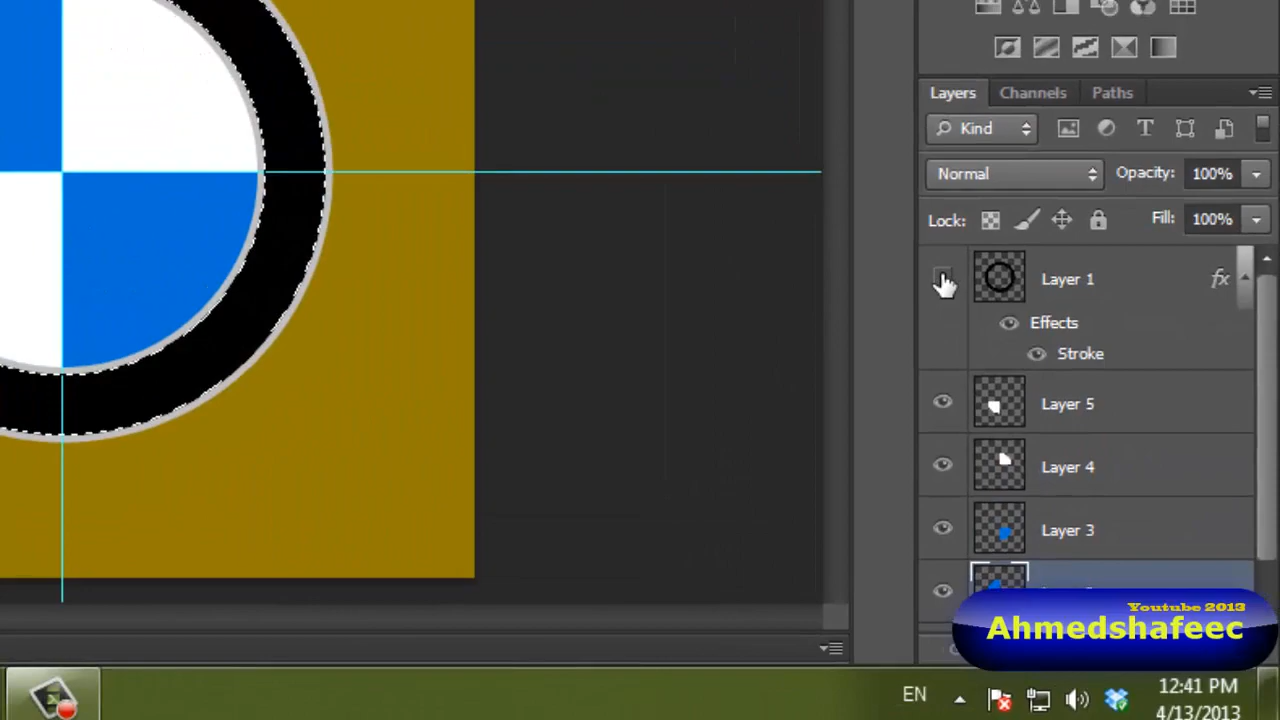 Layers Channels Paths
Kind
Normal Opacity: 100%
Lock: Fill: 100%
Layer 1 fx
Effects
Stroke
Layer 5
Layer 4
Layer 3
Youtube 2013
Ahmedshafeec
EN 12:41 PM
4/13/2013